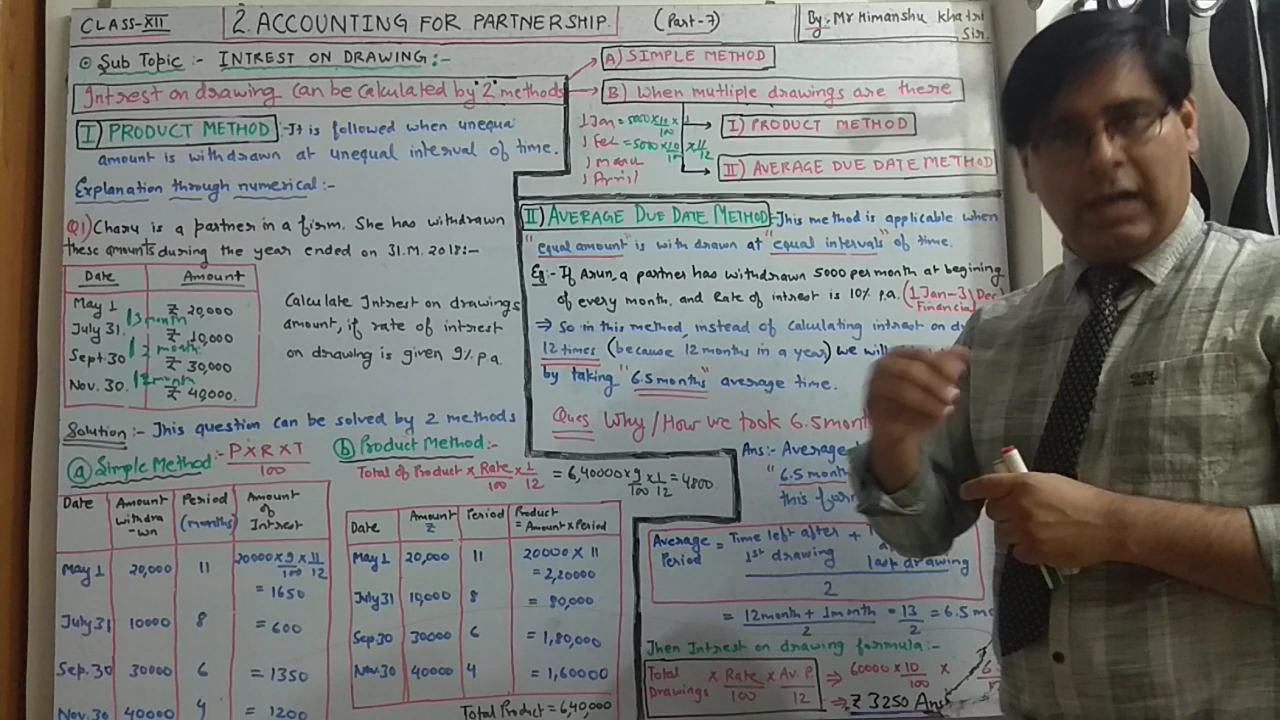 CLASS-XII
2. ACCOUNTING FOR PARTNERSHIP.
(Part-7)
By:- Mr Himanshu Khatri
Sir.
Sub Topic :- INTREST ON DRAWING :-
Intrest on drawing can be calculated by "2" methods
A) SIMPLE METHOD
B) When mutliple drawings are there
I) PRODUCT METHOD
II) AVERAGE DUE DATE METHOD
1 Jan = 5000 × 10/100 ×
1 Feb = 5000 × 10/100 × 11/12
1 March
1 April
I) PRODUCT METHOD :- It is followed when unequal
amount is withdrawn at unequal interval of time.
Explanation through numerical :-
Q1) Charu is a partner in a firm. She has withdrawn
these amounts during the year ended on 31.M.2018:-
Date Amount
May 1 ₹ 20,000
July 31. ₹ 10,000
Sept.30 ₹ 30,000
Nov. 30. ₹ 40000.
Calculate Intrest on drawings
amount, if rate of interest
on drawing is given 9% p.a.
Solution :- This question can be solved by 2 methods
(a) Simple Method :- P×R×T/100
Date Amount withdra-wn Period (months) Amount of Intrest
May 1 20,000 11 20000 × 9/100 × 11/12
= 1650
July 31 10000 8 = 600
Sep. 30 30000 6 = 1350
Nov. 30 40000 4 = 1200
(b) Product Method :-
Total of Product × Rate/100 × 1/12 = 6,40000 × 9/100 × 1/12 = 4800.
Date Amount ₹ Period Product = Amount × Period
May 1 20,000 11 20000 × 11
= 2,20000
July 31 10,000 8 = 80,000
Sep.30 30000 6 = 1,80,000
Nov.30 40000 4 = 1,60000
Total Product = 6,40,000
II) AVERAGE DUE DATE METHOD :- This method is applicable when
"equal amount" is with drawn at "equal intervals" of time.
Eg:- If Arun, a partner has withdrawn 5000 per month at begining
of every month, and Rate of interest is 10% p.a. (1 Jan-31 Dec)
Financial
⇒ So in this method, instead of calculating interest on
12 times (because 12 months in a year) we will
by taking "6.5 months" average time.
Ques Why / How we took 6.5 month
Ans:- Average
"6.5 month
this for
Average Period = Time left after 1st drawing + last drawing / 2
= 12 month + 1 month / 2 = 13/2 = 6.5 mo
Then Intrest on drawing formula:-
Total Drawings × Rate/100 × Av. P./12 ⇒ 60000 × 10/100 × 6
⇒ ₹ 3250 Ans